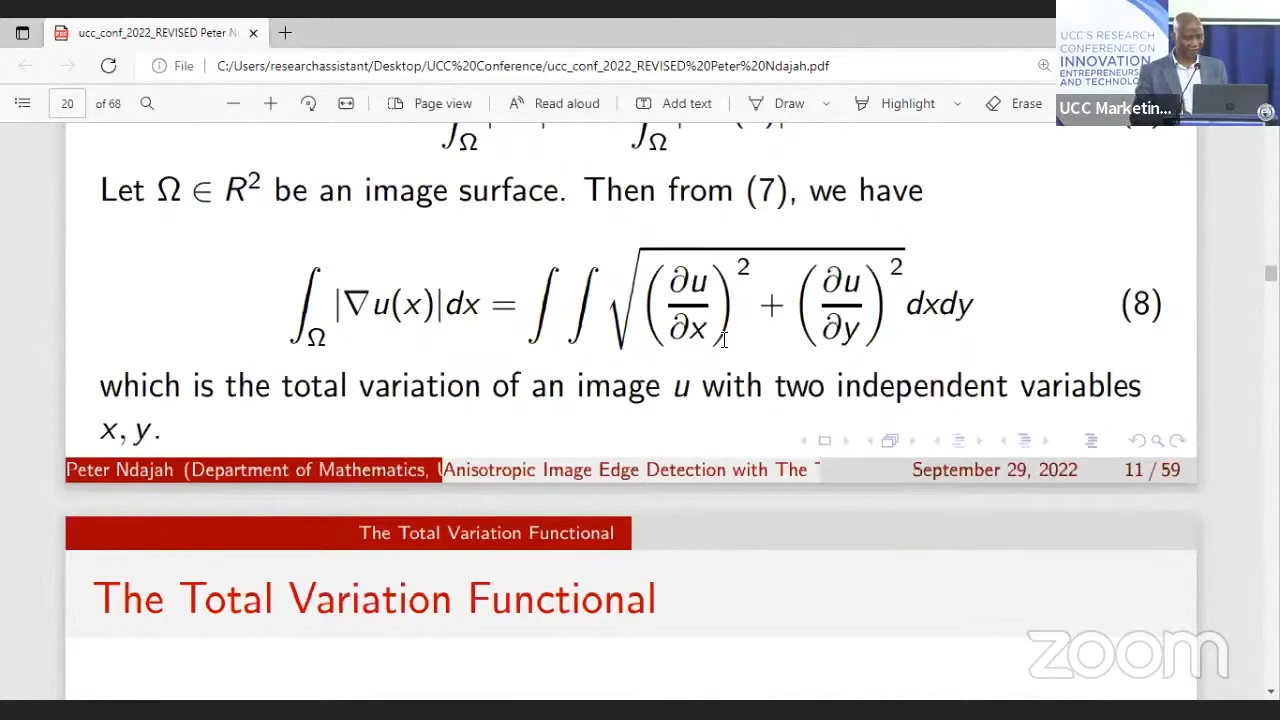 ucc_conf_2022_REVISED Peter N
File C:/Users/researchassistant/Desktop/UCC%20Conference/ucc_conf_2022_REVISED%20Peter%20Ndajah.pdf
20 of 68 Page view Read aloud Add text Draw Highlight Erase
UCC'S RESEARCH
CONFERENCE ON
INNOVATION
ENTREPRENEURS
AND TECHNOLOG
UCC Marketin...
Let Ω ∈ R² be an image surface. Then from (7), we have
∫_Ω |∇u(x)|dx = ∫ ∫ √((∂u/∂x)² + (∂u/∂y)²) dxdy (8)
which is the total variation of an image u with two independent variables
x, y.
Peter Ndajah (Department of Mathematics, Anisotropic Image Edge Detection with The September 29, 2022 11 / 59
The Total Variation Functional
The Total Variation Functional
zoom